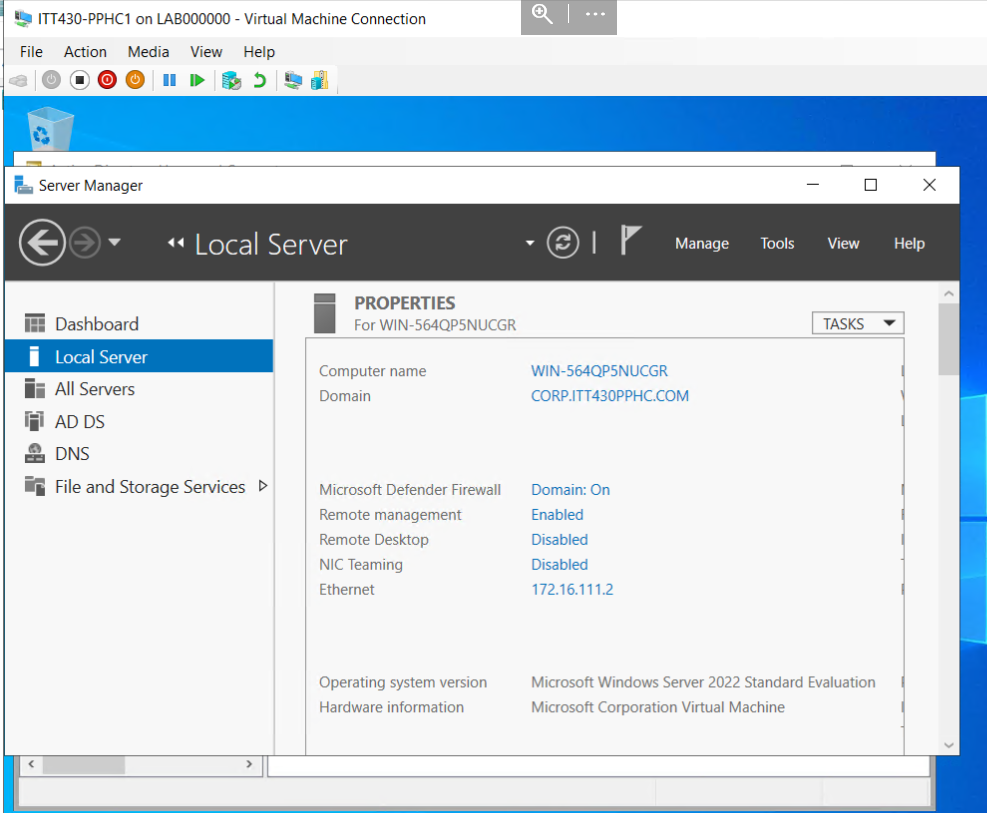 ITT430-PPHC1 on LAB000000 - Virtual Machine Connection
File Action Media View Help
Server Manager
Local Server
Manage Tools View Help
Dashboard
Local Server
All Servers
AD DS
DNS
File and Storage Services
PROPERTIES
For WIN-564QP5NUCGR
TASKS
Computer name WIN-564QP5NUCGR
Domain CORP.ITT430PPHC.COM
Microsoft Defender Firewall Domain: On
Remote management Enabled
Remote Desktop Disabled
NIC Teaming Disabled
Ethernet 172.16.111.2
Operating system version Microsoft Windows Server 2022 Standard Evaluation
Hardware information Microsoft Corporation Virtual Machine